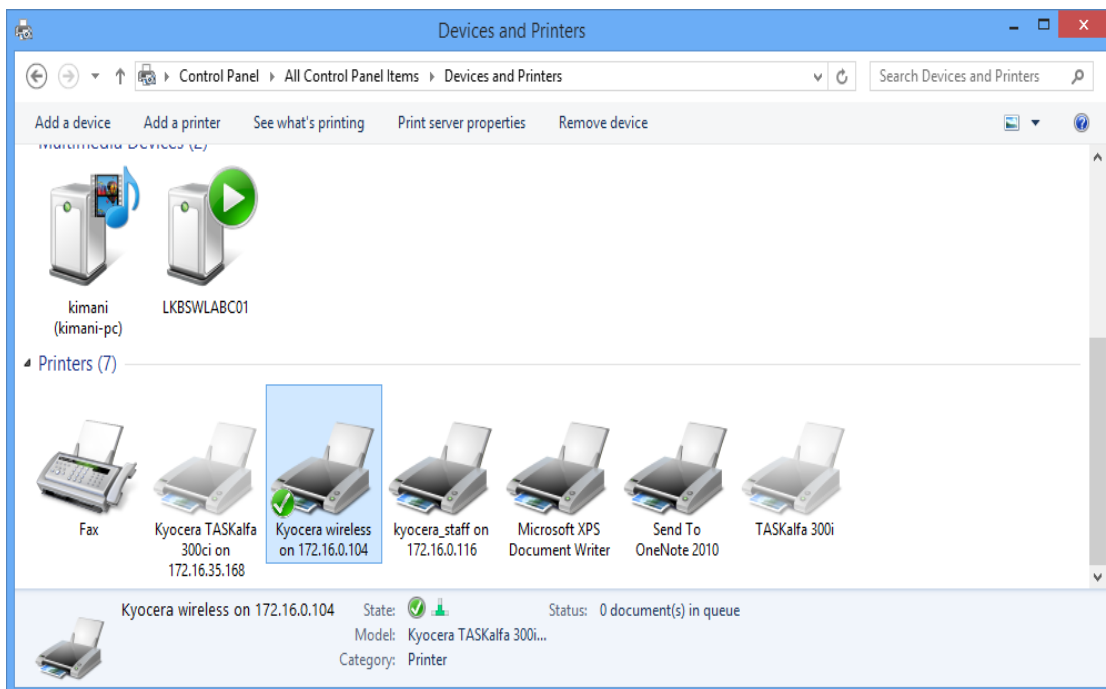 Devices and Printers
Control Panel Все All Control Panel Items Devices and Printers
Search Devices and Printers
Add a device Add a printer See what's printing Print server properties Remove device
Multimedia Devices (2)
kimani
(kimani-pc)
LKBSWLABC01
Printers (7)
Fax
Kyocera TASKalfa
300ci on
172.16.35.168
Kyocera wireless
on 172.16.0.104
kyocera_staff on
172.16.0.116
Microsoft XPS
Document Writer
Send To
OneNote 2010
TASKalfa 300i
Kyocera wireless on 172.16.0.104 State: Status: 0 document(s) in queue
Model: Kyocera TASKalfa 300i...
Category: Printer